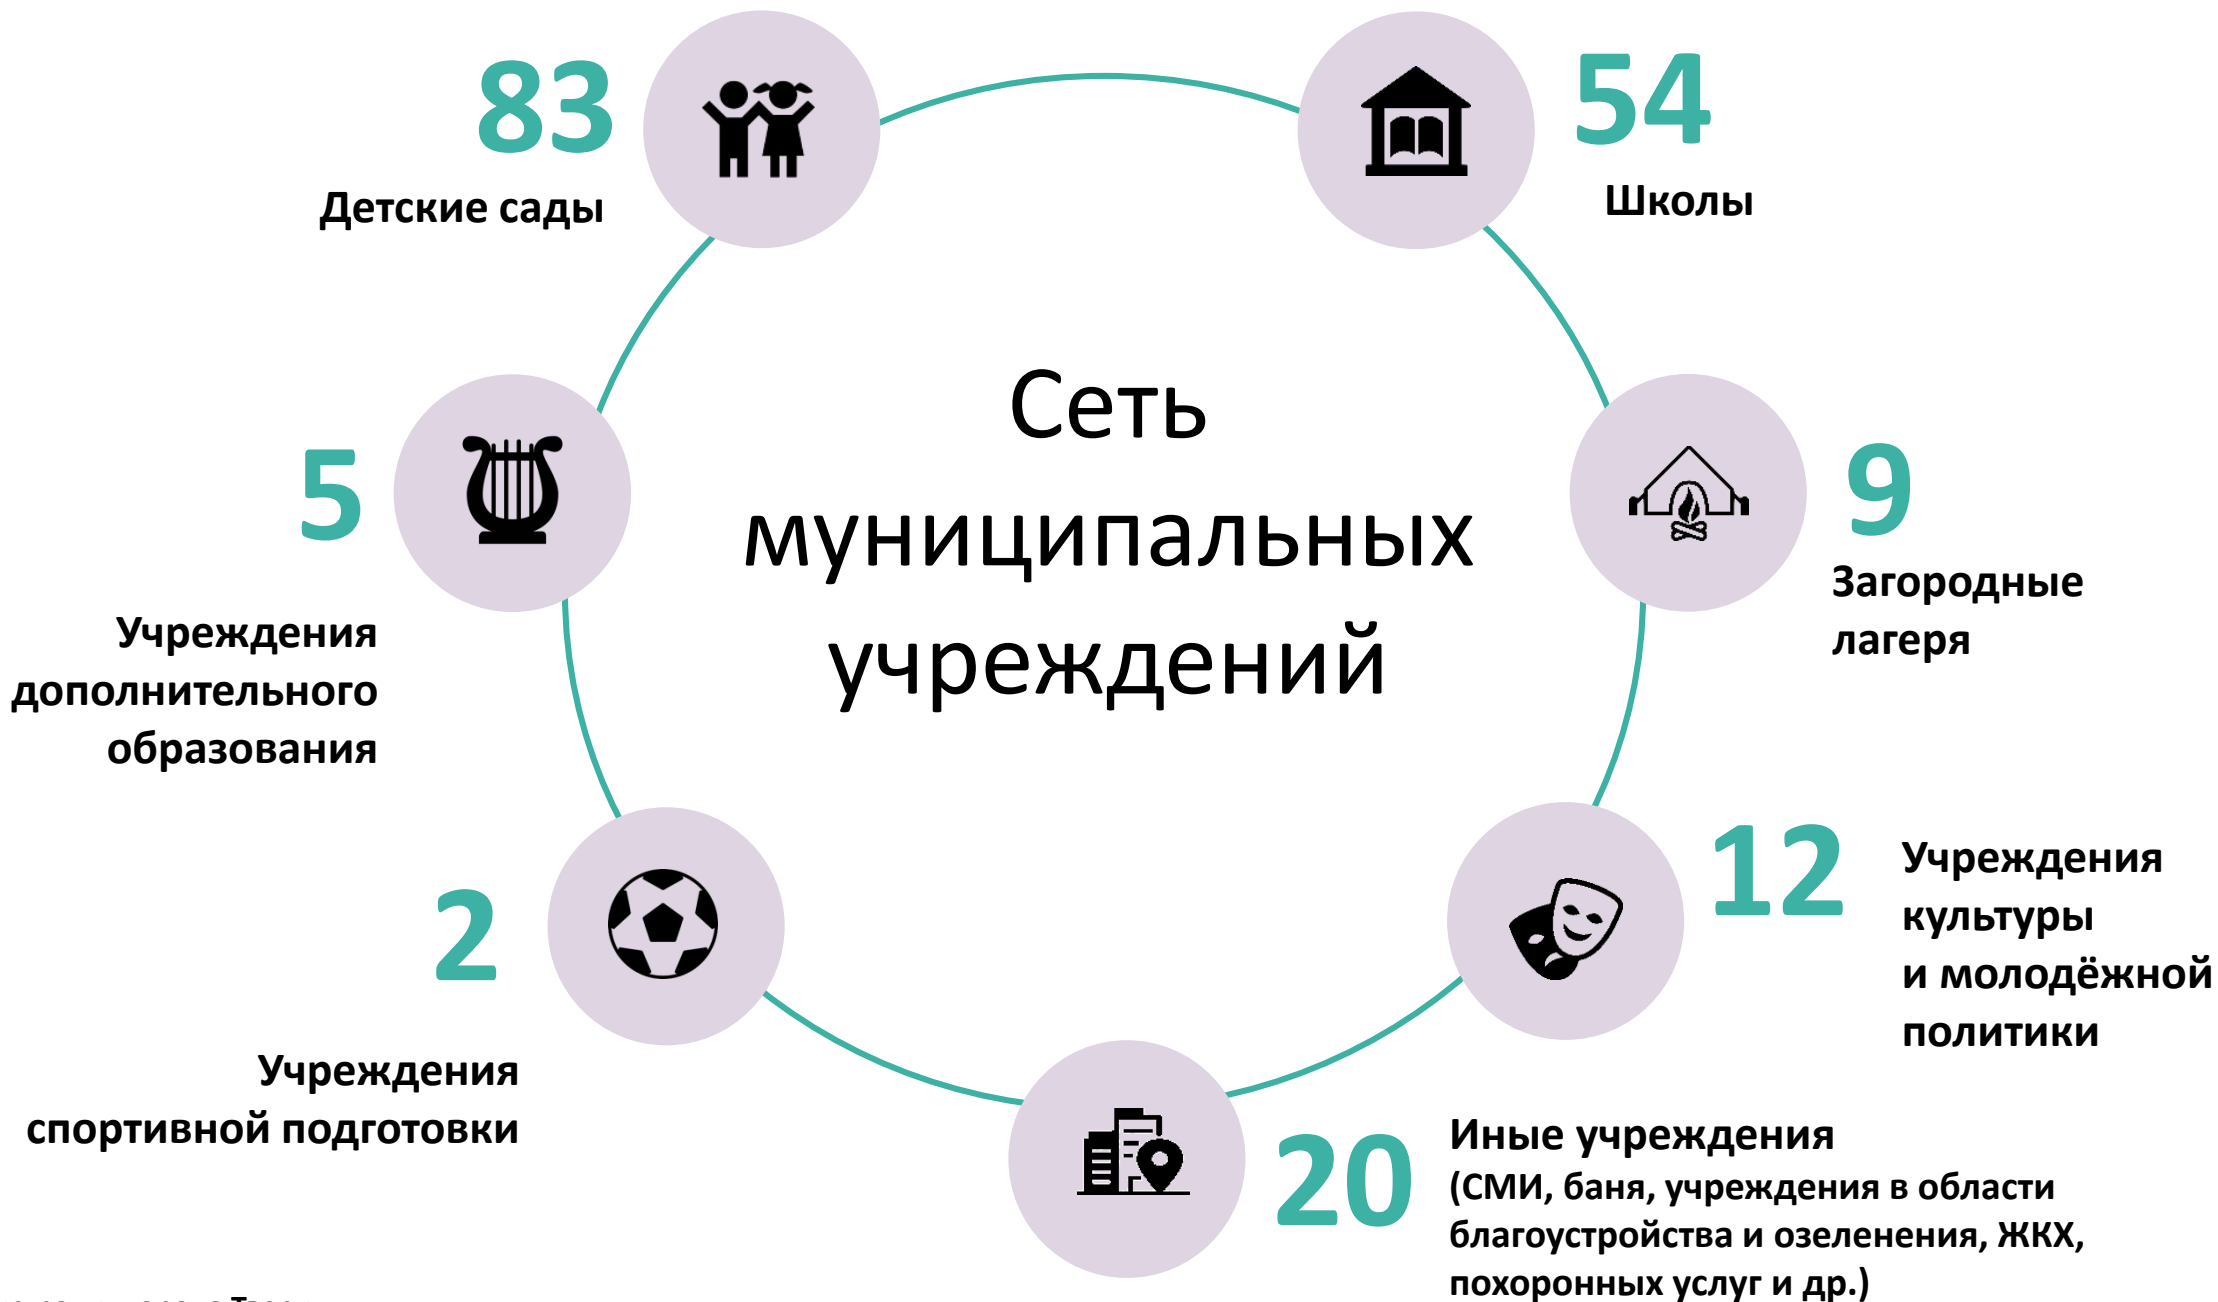 83
Детские сады
54
Школы
Сеть
муниципальных
учреждений
5
Учреждения
дополнительного
образования
9
Загородные
лагеря
2
Учреждения
спортивной подготовки
12
Учреждения
культуры
и молодёжной
политики
20
Иные учреждения
(СМИ, баня, учреждения в области
благоустройства и озеленения, ЖКХ,
похоронных услуг и др.)